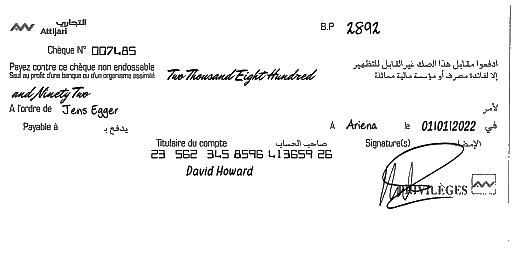 التجاري
Attijari
B.P 2892
Chèque N° 007485
Payez contre ce chèque non endossable
Sauf au profit d'une banque ou d'un organisme assimilé
Two Thousand Eight Hundred
ادفعوا مقابل هذا الصك غير القابل للتظهير
إلا لفائدة مصرف أو مؤسسة مالية مماثلة
and Ninety Two
A l'ordre de Jens Egger
لأمر
Payable à
يدفع بـ
A Ariena le 01/01/2022 في
Titulaire du compte صاحب الحساب
Signature(s) الإمضاء
23 562 345 8596 413659 26
David Howard
PRIVILÈGES